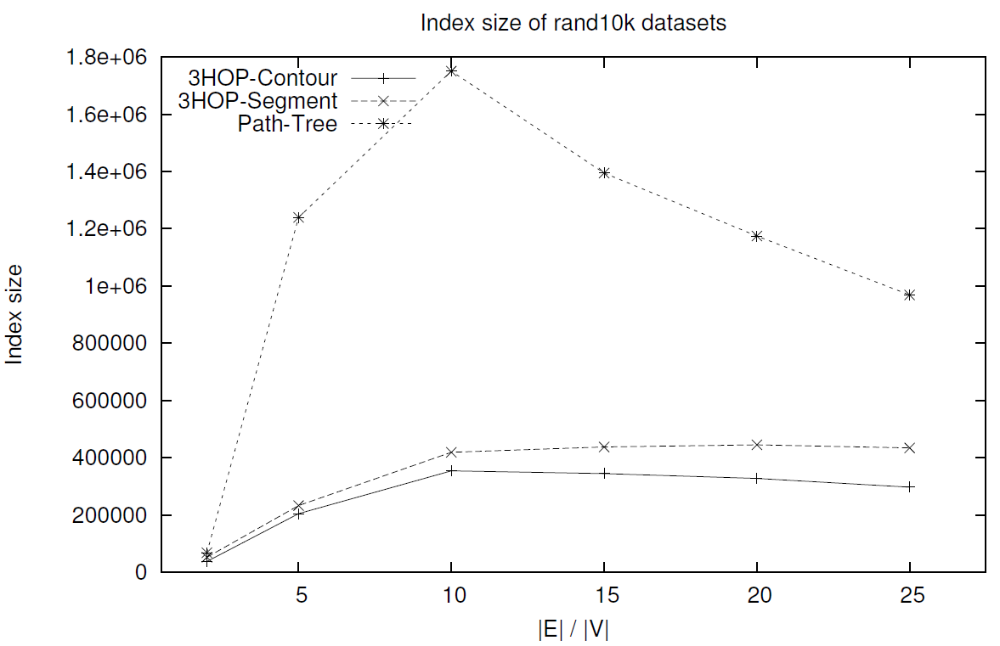 Index size of rand10k datasets
1.8e+06
1.6e+06
1.4e+06
1.2e+06
1e+06
800000
600000
400000
200000
0
Index size
3HOP-Contour
3HOP-Segment
Path-Tree
5 10 15 20 25
|E| / |V|